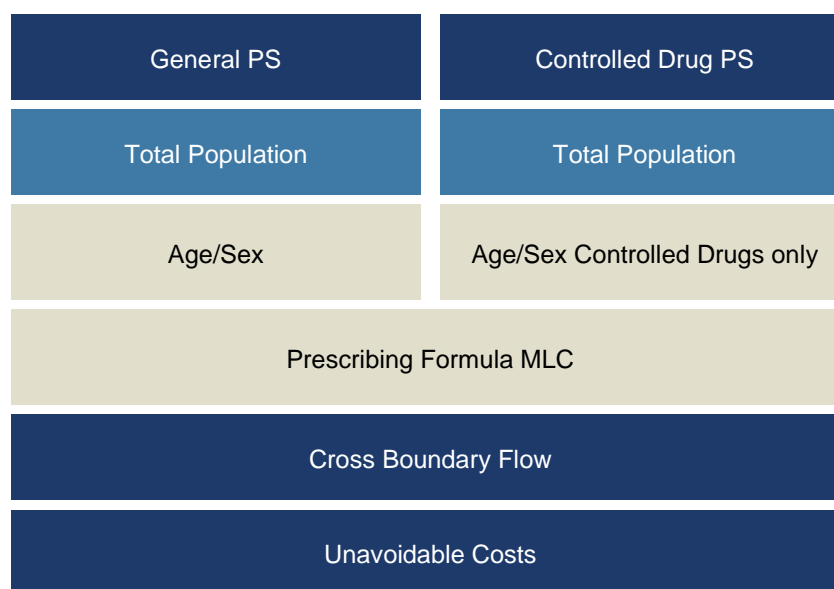 General PS
Controlled Drug PS
Total Population
Total Population
Age/Sex
Age/Sex Controlled Drugs only
Prescribing Formula MLC
Cross Boundary Flow
Unavoidable Costs